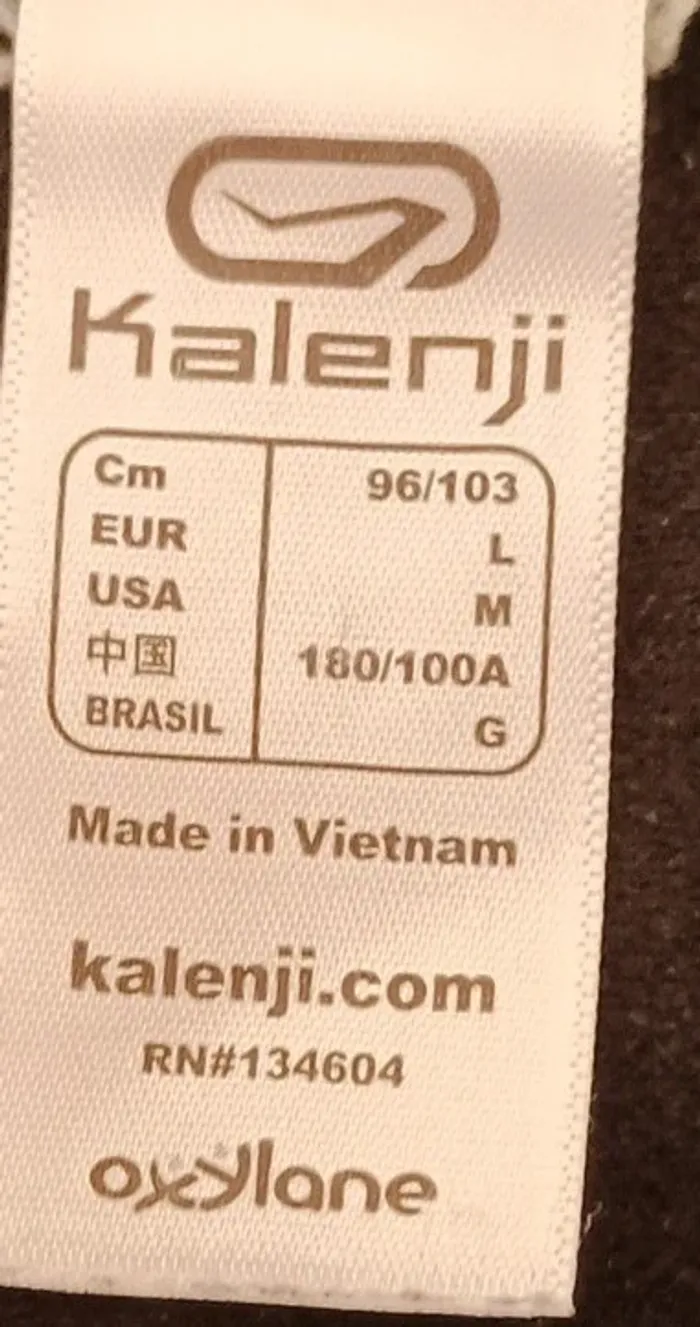 Kalenji
Cm 96/103
EUR L
USA M
中国 180/100A
BRASIL G
Made in Vietnam
kalenji.com
RN#134604
oxylane